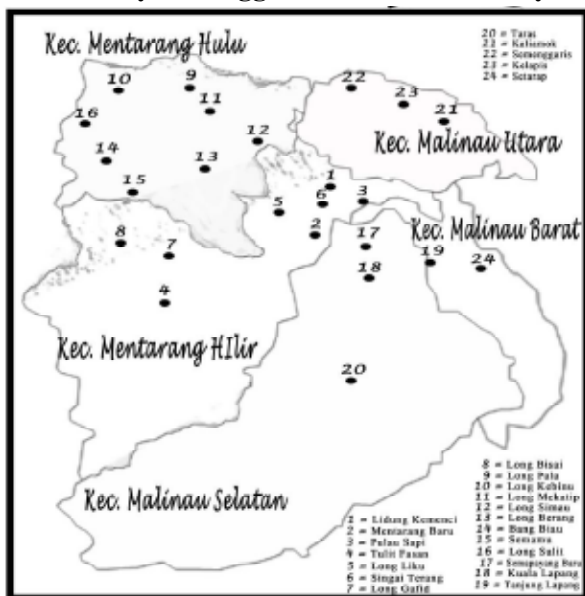 Kec. Mentarang Hulu
20 = Taras
21 = Kaliamok
22 = Semenggaris
23 = Kelapis
24 = Setarap
10
9
11
16
12
14
13
15
22
23
21
Kec. Malinau Utara
1
6
3
5
2
8
7
4
17
18
19
24
Kec. Malinau Barat
Kec. Mentarang HIlir
20
Kec. Malinau Selatan
1 = Lidung Kemenci
2 = Mentarang Baru
3 = Pulau Sapi
4 = Tulit Pasan
5 = Long Liku
6 = Singai Terang
7 = Long Gafid
8 = Long Bisai
9 = Long Pala
10 = Long Kebinu
11 = Long Mekatip
12 = Long Simau
13 = Long Berang
14 = Bang Biau
15 = Semamu
16 = Long Sulit
17 = Semapayang Baru
18 = Kuala Lapang
19 = Tanjung Lapang